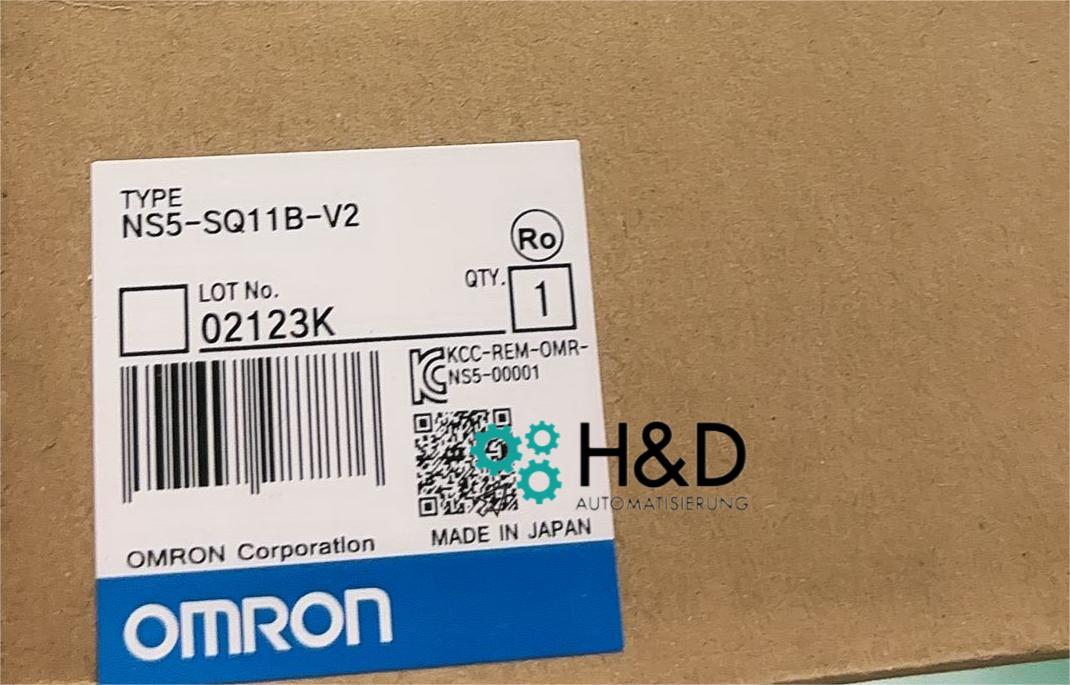 TYPE
NS5-SQ11B-V2
Ro
LOT No.
02123K
QTY.
1
KCC-REM-OMR-
NS5-00001
H&D
AUTOMATISIERUNG
MADE IN JAPAN
OMRON Corporation
OMRON